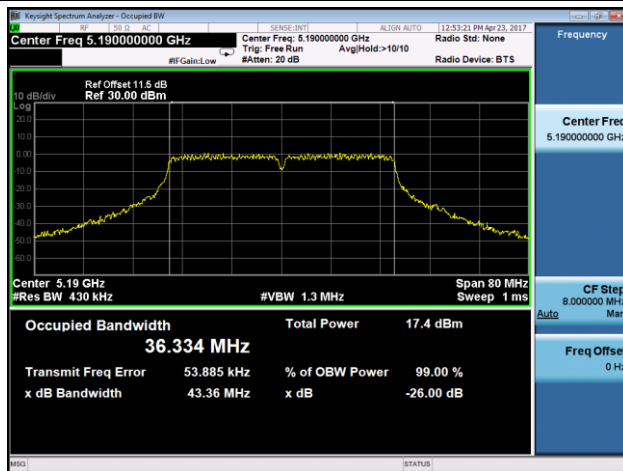 Keysight Spectrum Analyzer - Occupied BW
LXI RF 50 Ω AC SENSE:INT ALIGN AUTO 12:53:21 PM Apr 23, 2017
Center Freq 5.190000000 GHz Center Freq: 5.190000000 GHz Radio Std: None Frequency
Trig: Free Run Avg|Hold:>10/10
#IFGain:Low #Atten: 20 dB Radio Device: BTS
Ref Offset 11.5 dB
10 dB/div Ref 30.00 dBm
Log
20.0
10.0
0.00
-10.0
-20.0
-30.0
-40.0
-50.0
-60.0
Center Freq
5.190000000 GHz
Center 5.19 GHz Span 80 MHz
#Res BW 430 kHz #VBW 1.3 MHz Sweep 1 ms
CF Step
8.000000 MHz
Auto Man
Occupied Bandwidth Total Power 17.4 dBm
36.334 MHz
Transmit Freq Error 53.885 kHz % of OBW Power 99.00 %
x dB Bandwidth 43.36 MHz x dB -26.00 dB
Freq Offset
0 Hz
MSG STATUS